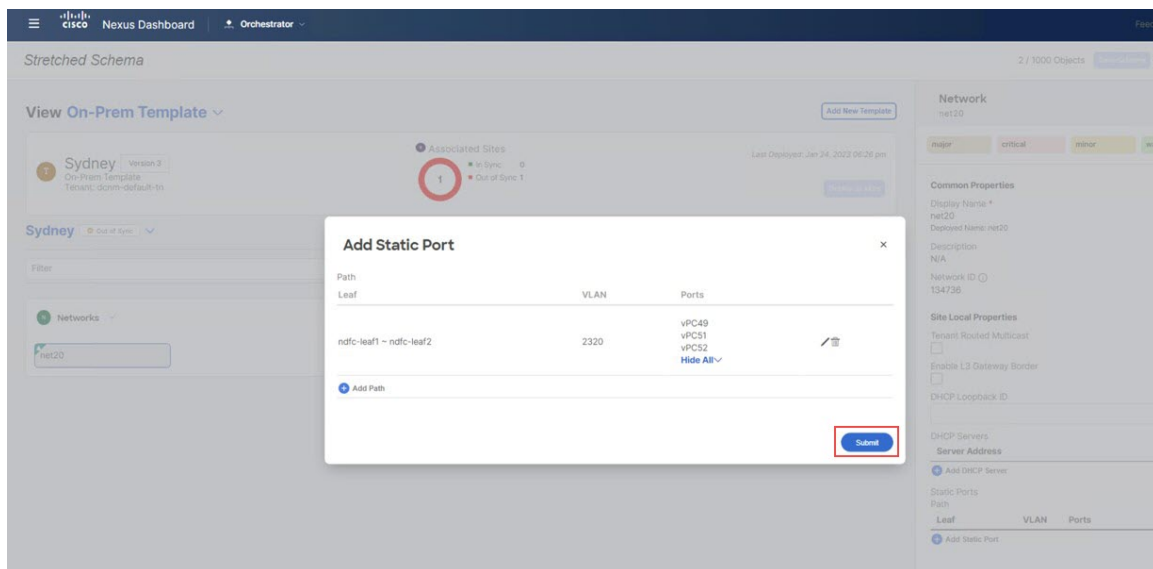 cisco Nexus Dashboard Orchestrator
Feed
Stretched Schema
2 / 1000 Objects
View On-Prem Template
Add New Template
T Sydney Version 3
On-Prem Template
Tenant: dcnm-default-tn
Associated Sites
1
In Sync 0
Out of Sync 1
Last Deployed: Jan 24, 2022 06:26 pm
Sydney Out of Sync
Filter
Networks
net20
Add Static Port
Path
Leaf VLAN Ports
ndfc-leaf1 ~ ndfc-leaf2 2320 vPC49
vPC51
vPC52
Hide All
Add Path
Submit
Network
net20
major critical minor
Common Properties
Display Name *
net20
Deployed Name: net20
Description
N/A
Network ID
134736
Site Local Properties
Tenant Routed Multicast
Enable L3 Gateway Border
DHCP Loopback ID
DHCP Servers
Server Address
Add DHCP Server
Static Ports
Path
Leaf VLAN Ports
Add Static Port